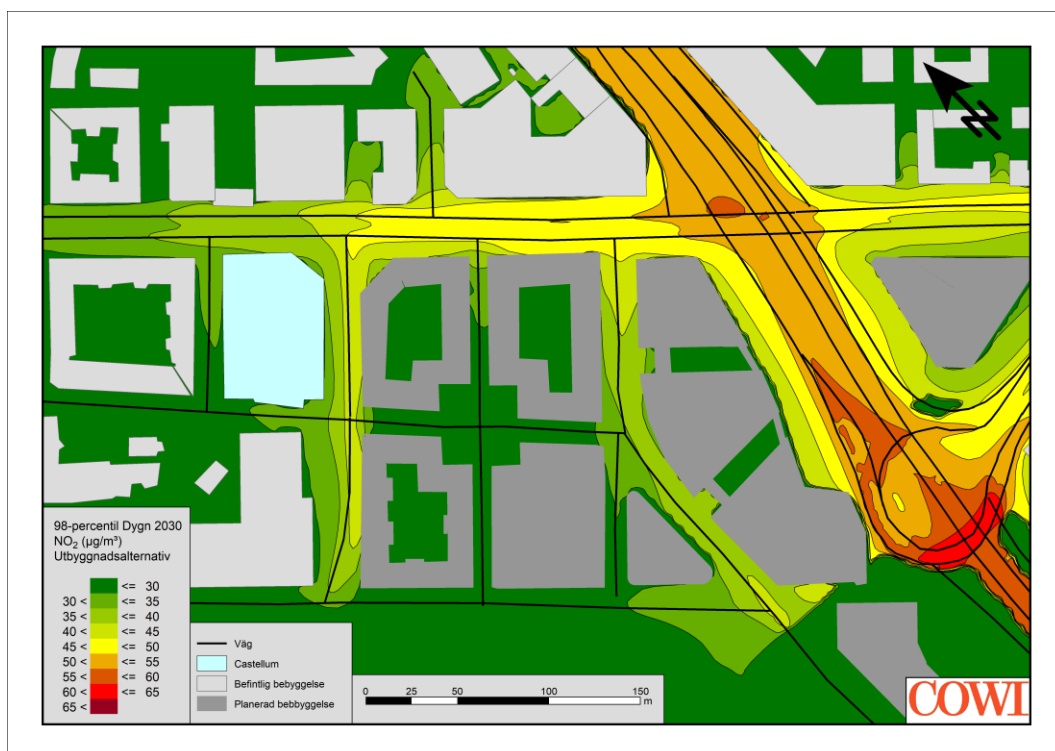 98-percentil Dygn 2030
NO₂ (µg/m³)
Utbyggnadsalternativ
<= 30
30 < <= 35
35 < <= 40
40 < <= 45
45 < <= 50
50 < <= 55
55 < <= 60
60 < <= 65
65 <
Väg
Castellum
Befintlig bebyggelse
Planerad bebbyggelse
0 25 50 100 150
m
N
COWI